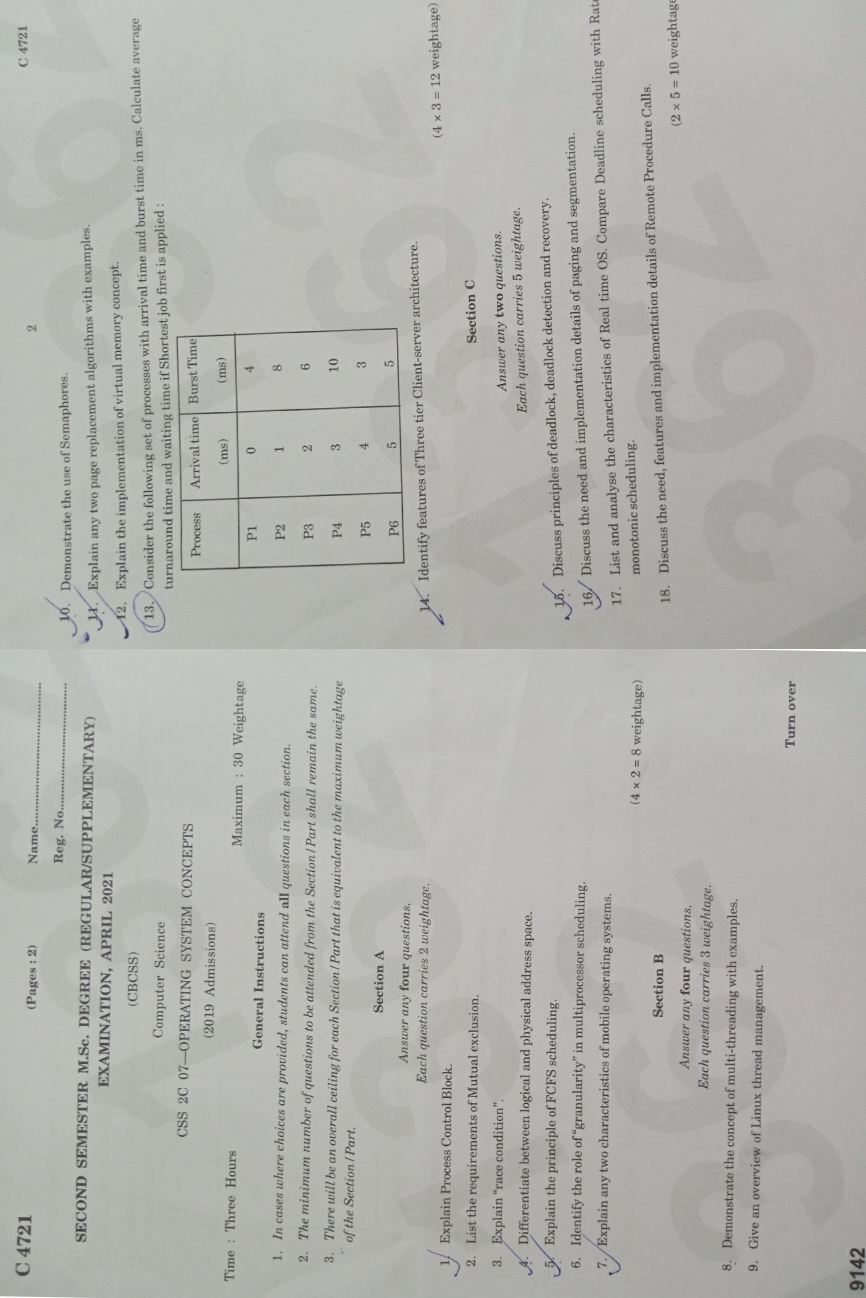 C 4721
(Pages : 2)
Name........................................
Reg. No.....................................
SECOND SEMESTER M.Sc. DEGREE (REGULAR/SUPPLEMENTARY)
EXAMINATION, APRIL 2021
(CBCSS)
Computer Science
CSS 2C 07—OPERATING SYSTEM CONCEPTS
(2019 Admissions)
Time : Three Hours
Maximum : 30 Weightage
General Instructions
1. In cases where choices are provided, students can attend all questions in each section.
2. The minimum number of questions to be attended from the Section/Part shall remain the same.
3. There will be an overall ceiling for each Section/Part that is equivalent to the maximum weightage
of the Section/Part.
Section A
Answer any four questions.
Each question carries 2 weightage.
1. Explain Process Control Block.
2. List the requirements of Mutual exclusion.
3. Explain “race condition”.
4. Differentiate between logical and physical address space.
5. Explain the principle of FCFS scheduling.
6. Identify the role of “granularity” in multiprocessor scheduling.
7. Explain any two characteristics of mobile operating systems.
(4 × 2 = 8 weightage)
Section B
Answer any four questions.
Each question carries 3 weightage.
8. Demonstrate the concept of multi-threading with examples.
9. Give an overview of Linux thread management.
Turn over
9142
2
C 4721
10. Demonstrate the use of Semaphores.
11. Explain any two page replacement algorithms with examples.
12. Explain the implementation of virtual memory concept.
13. Consider the following set of processes with arrival time and burst time in ms. Calculate average
turnaround time and waiting time if Shortest job first is applied :
Process Arrival time Burst Time
(ms) (ms)
P1 0 4
P2 1 8
P3 2 6
P4 3 10
P5 4 3
P6 5 5
14. Identify features of Three tier Client-server architecture.
(4 × 3 = 12 weightage)
Section C
Answer any two questions.
Each question carries 5 weightage.
15. Discuss principles of deadlock, deadlock detection and recovery.
16. Discuss the need and implementation details of paging and segmentation.
17. List and analyse the characteristics of Real time OS. Compare Deadline scheduling with Rate
monotonic scheduling.
18. Discuss the need, features and implementation details of Remote Procedure Calls.
(2 × 5 = 10 weightage